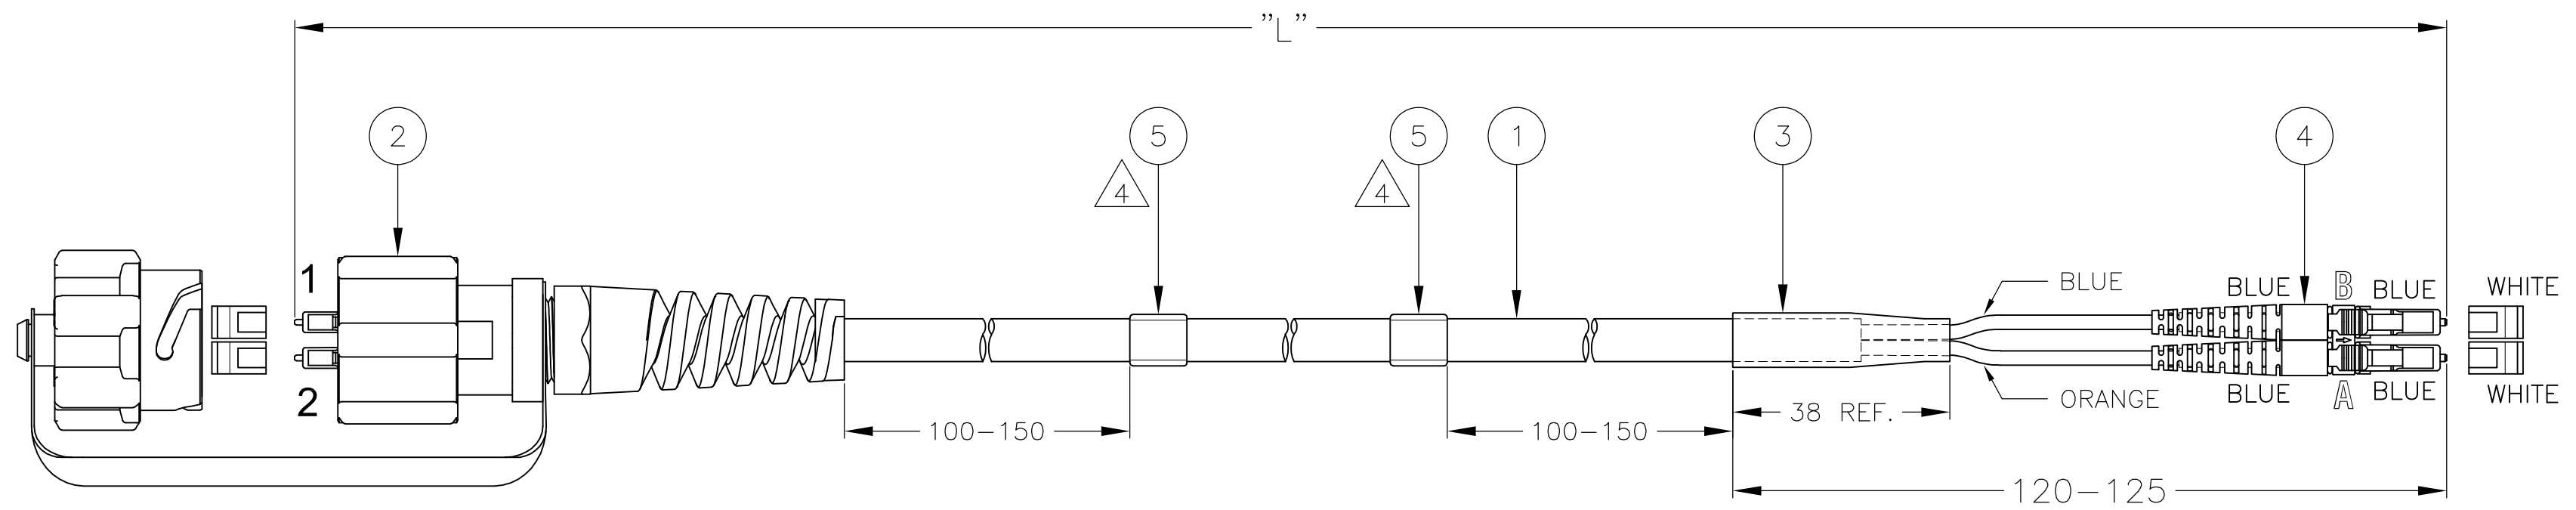 "L"
2
5
5
1
3
4
4
4
1
2
BLUE
BLUE
B
BLUE
WHITE
ORANGE
BLUE
A
BLUE
WHITE
100-150
100-150
38 REF.
120-125